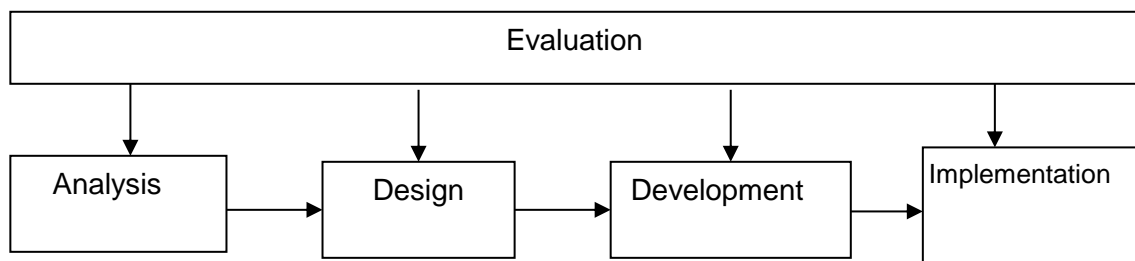 Evaluation
Analysis
Design
Development
Implementation